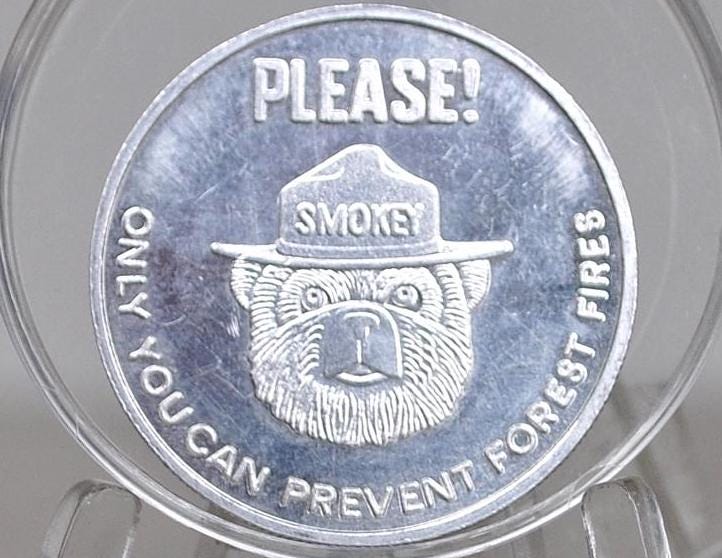 PLEASE!
SMOKEY
ONLY YOU CAN PREVENT FOREST FIRES